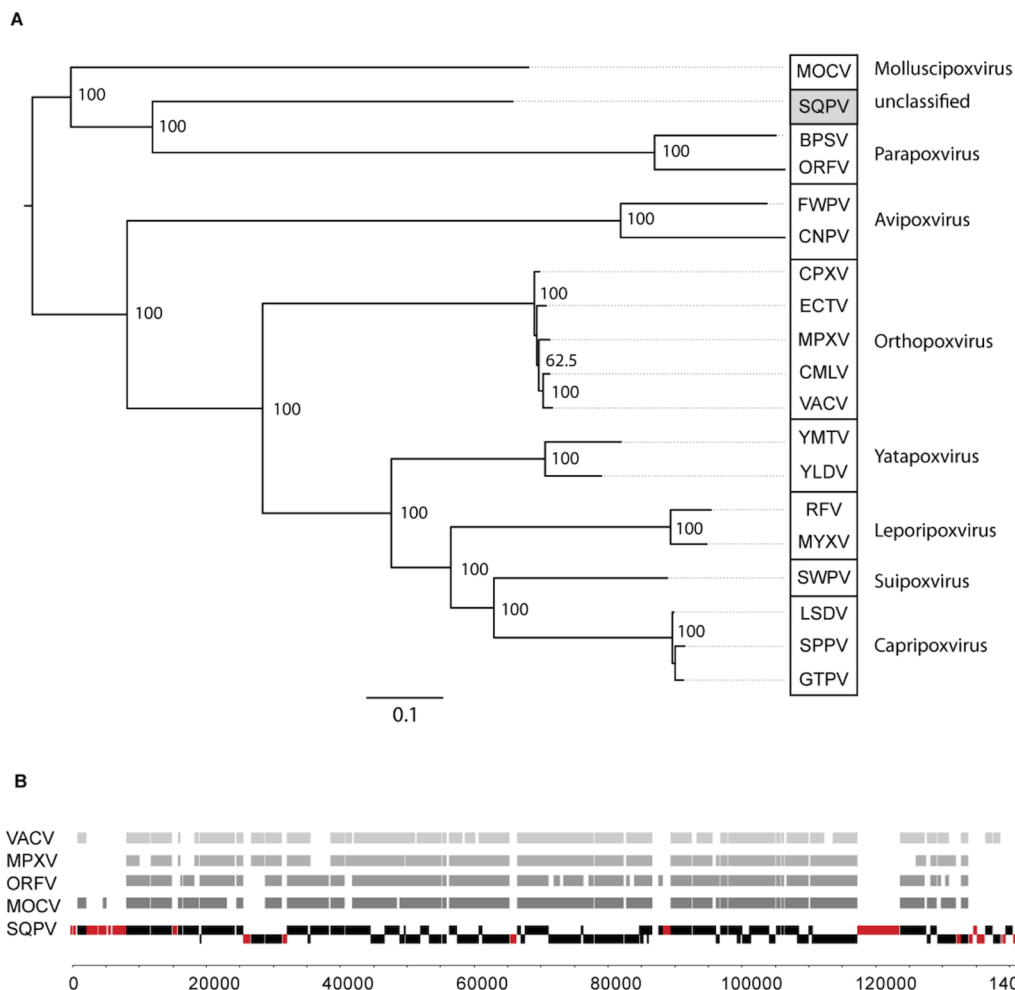 A
MOCV Molluscipoxvirus
100
SQPV unclassified
100
BPSV
100 Parapoxvirus
ORFV
FWPV
100 Avipoxvirus
CNPV
CPXV
100
ECTV
100
MPXV Orthopoxvirus
62.5
CMLV
100
VACV
100
YMTV
100 Yatapoxvirus
YLDV
100
RFV
100 Leporipoxvirus
MYXV
100
SWPV Suipoxvirus
100
LSDV
100
SPPV Capripoxvirus
GTPV
0.1
B
VACV
MPXV
ORFV
MOCV
SQPV
0 20000 40000 60000 80000 100000 120000